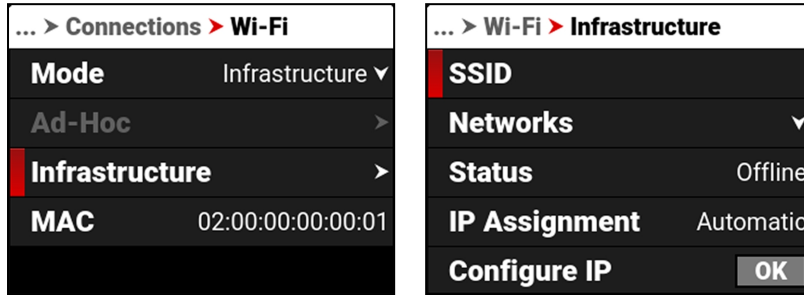 ... > Connections > Wi-Fi
Mode Infrastructure
Ad-Hoc >
Infrastructure >
MAC 02:00:00:00:00:01
... > Wi-Fi > Infrastructure
SSID
Networks
Status Offline
IP Assignment Automatic
Configure IP OK